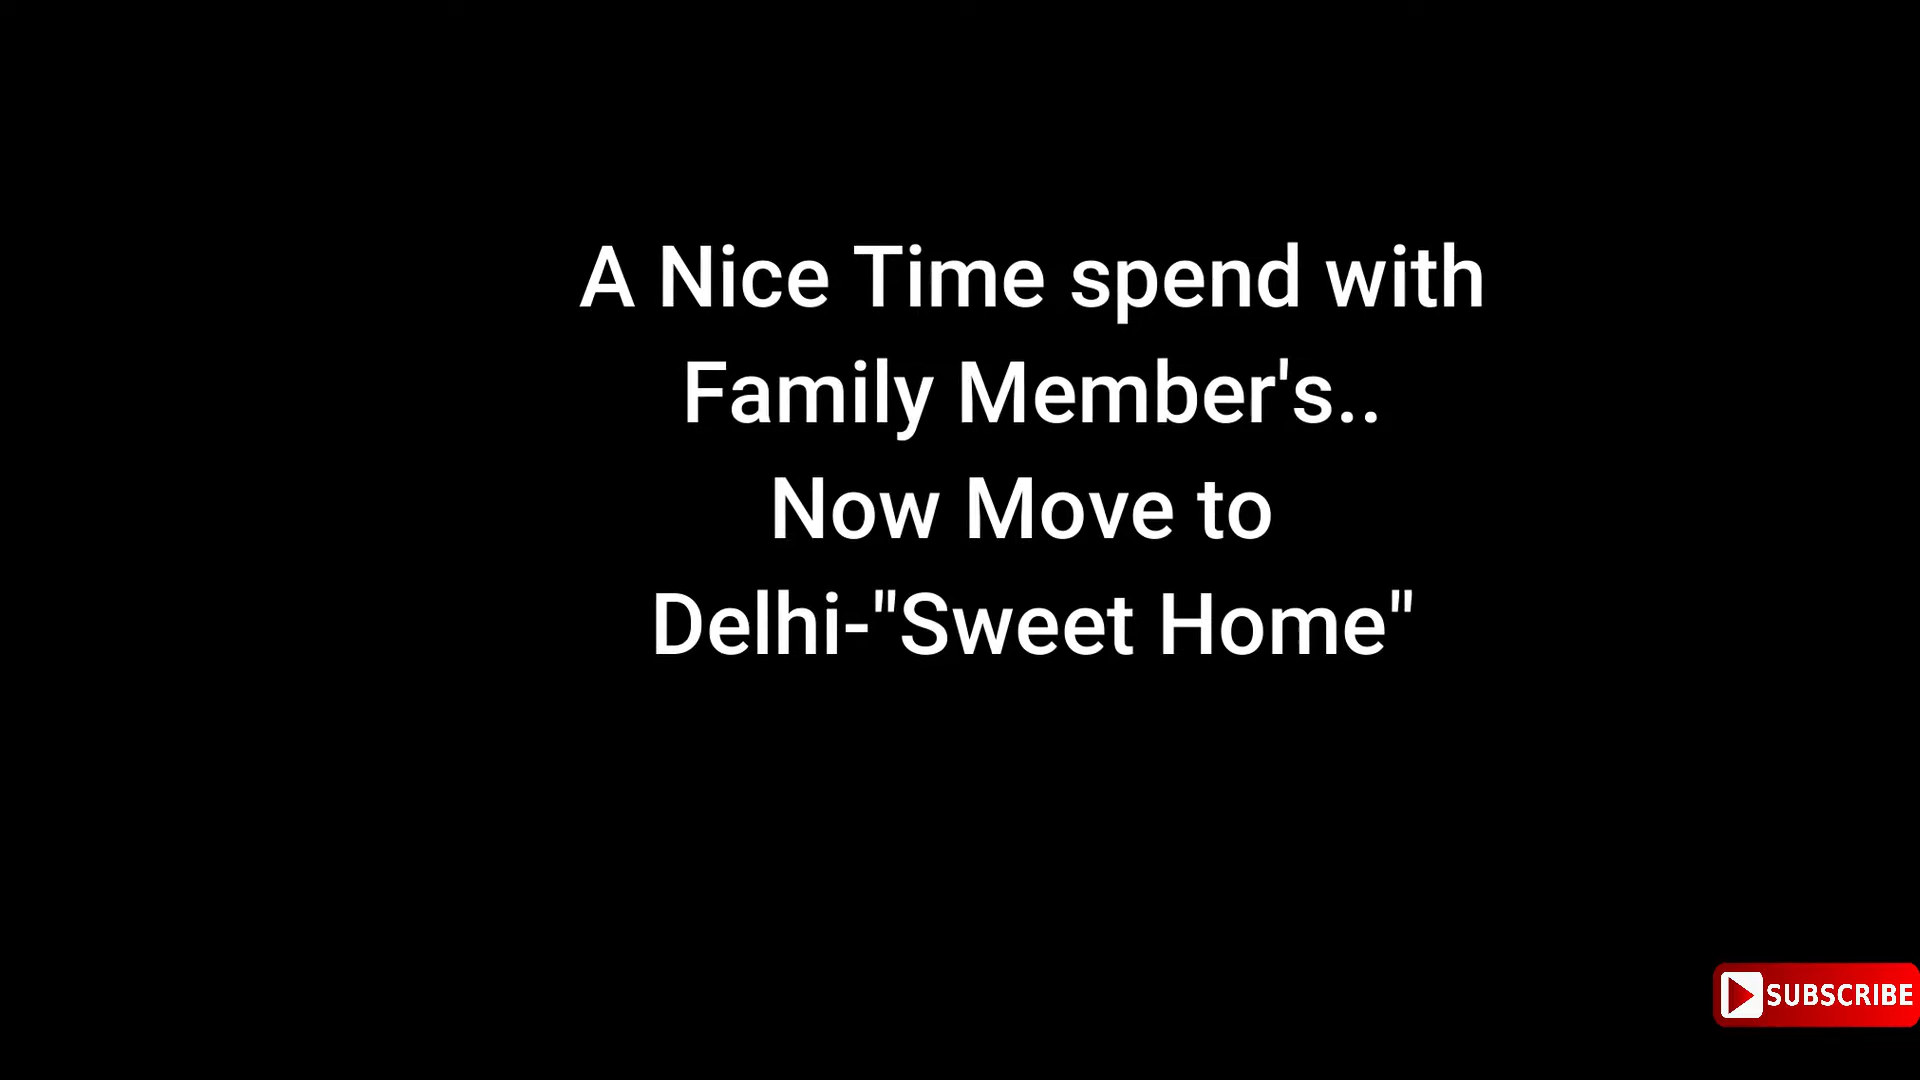 A Nice Time spend with
Family Member's..
Now Move to
Delhi-"Sweet Home"
SUBSCRIBE